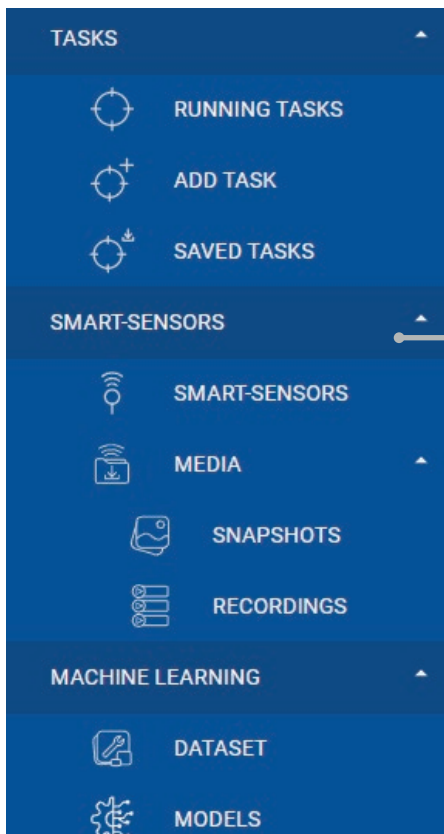 TASKS
RUNNING TASKS
ADD TASK
SAVED TASKS
SMART-SENSORS
SMART-SENSORS
MEDIA
SNAPSHOTS
RECORDINGS
MACHINE LEARNING
DATASET
MODELS